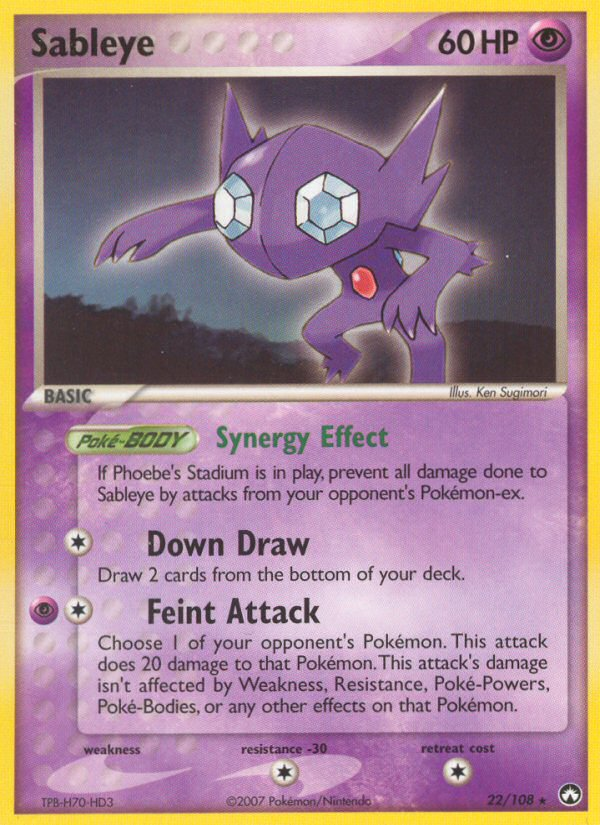 Sableye 60 HP
BASIC
Illus. Ken Sugimori
Poké-BODY Synergy Effect
If Phoebe's Stadium is in play, prevent all damage done to
Sableye by attacks from your opponent's Pokémon-ex.
Down Draw
Draw 2 cards from the bottom of your deck.
Feint Attack
Choose 1 of your opponent's Pokémon. This attack
does 20 damage to that Pokémon. This attack's damage
isn't affected by Weakness, Resistance, Poké-Powers,
Poké-Bodies, or any other effects on that Pokémon.
weakness resistance -30 retreat cost
TPB-H70-HD3 ©2007 Pokémon/Nintendo 22/108 ★